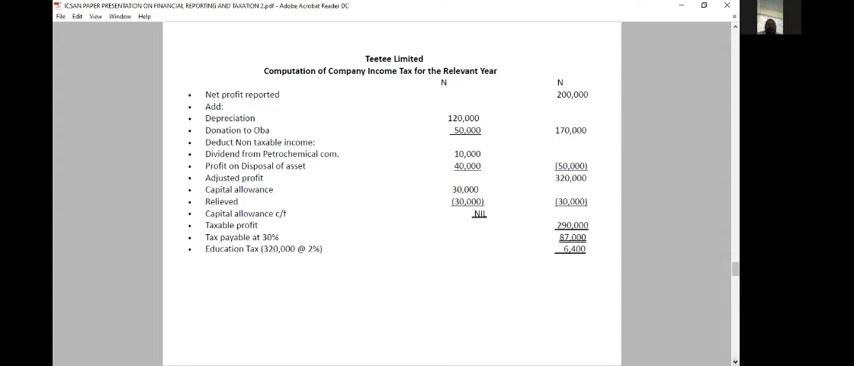 ICSAN PAPER PRESENTATION ON FINANCIAL REPORTING AND TAXATION 2.pdf - Adobe Acrobat Reader DC
File Edit View Window Help
Teetee Limited
Computation of Company Income Tax for the Relevant Year
N N
• Net profit reported 200,000
• Add:
• Depreciation 120,000
• Donation to Oba 50,000 170,000
• Deduct Non taxable income:
• Dividend from Petrochemical com. 10,000
• Profit on Disposal of asset 40,000 (50,000)
• Adjusted profit 320,000
• Capital allowance 30,000
• Relieved (30,000) (30,000)
• Capital allowance c/f NIL
• Taxable profit 290,000
• Tax payable at 30% 87,000
• Education Tax (320,000 @ 2%) 6,400